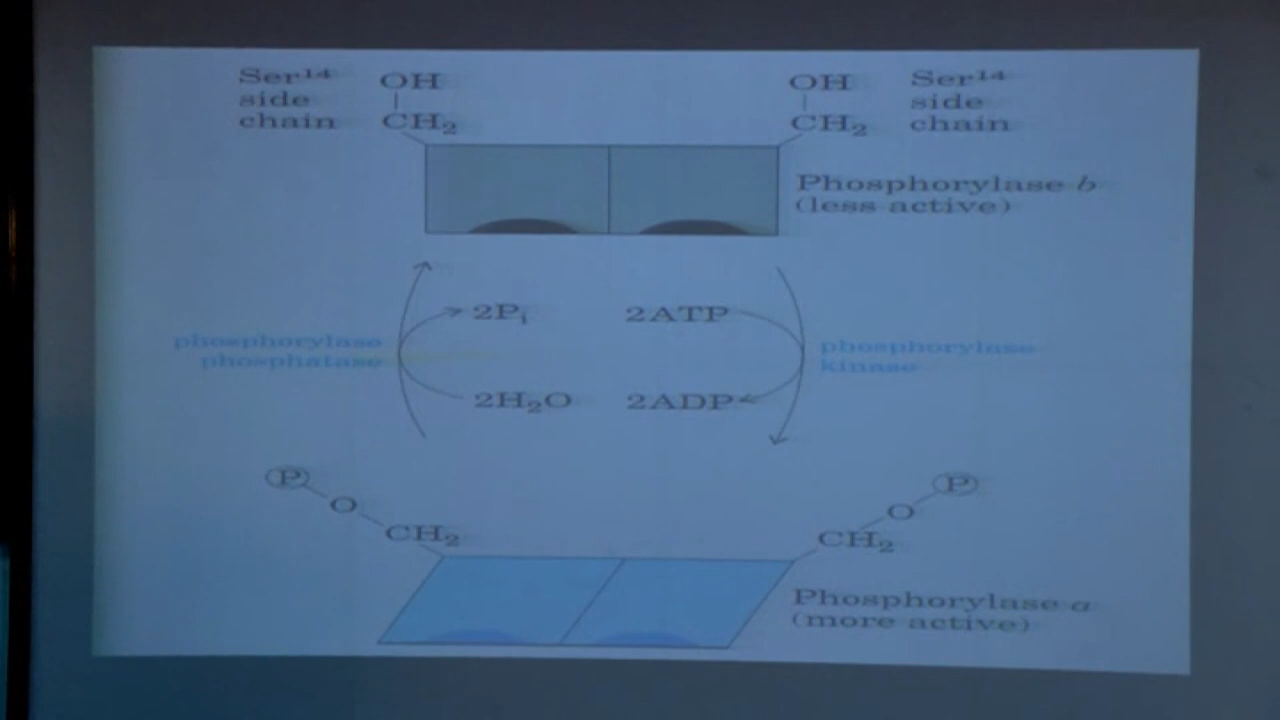 Ser¹⁴
side
chain
OH
CH₂
OH
CH₂
Ser¹⁴
side
chain
Phosphorylase b
(less active)
2Pᵢ
2ATP
phosphorylase
phosphatase
phosphorylase
kinase
2H₂O
2ADP
P
O
CH₂
P
O
CH₂
Phosphorylase a
(more active)